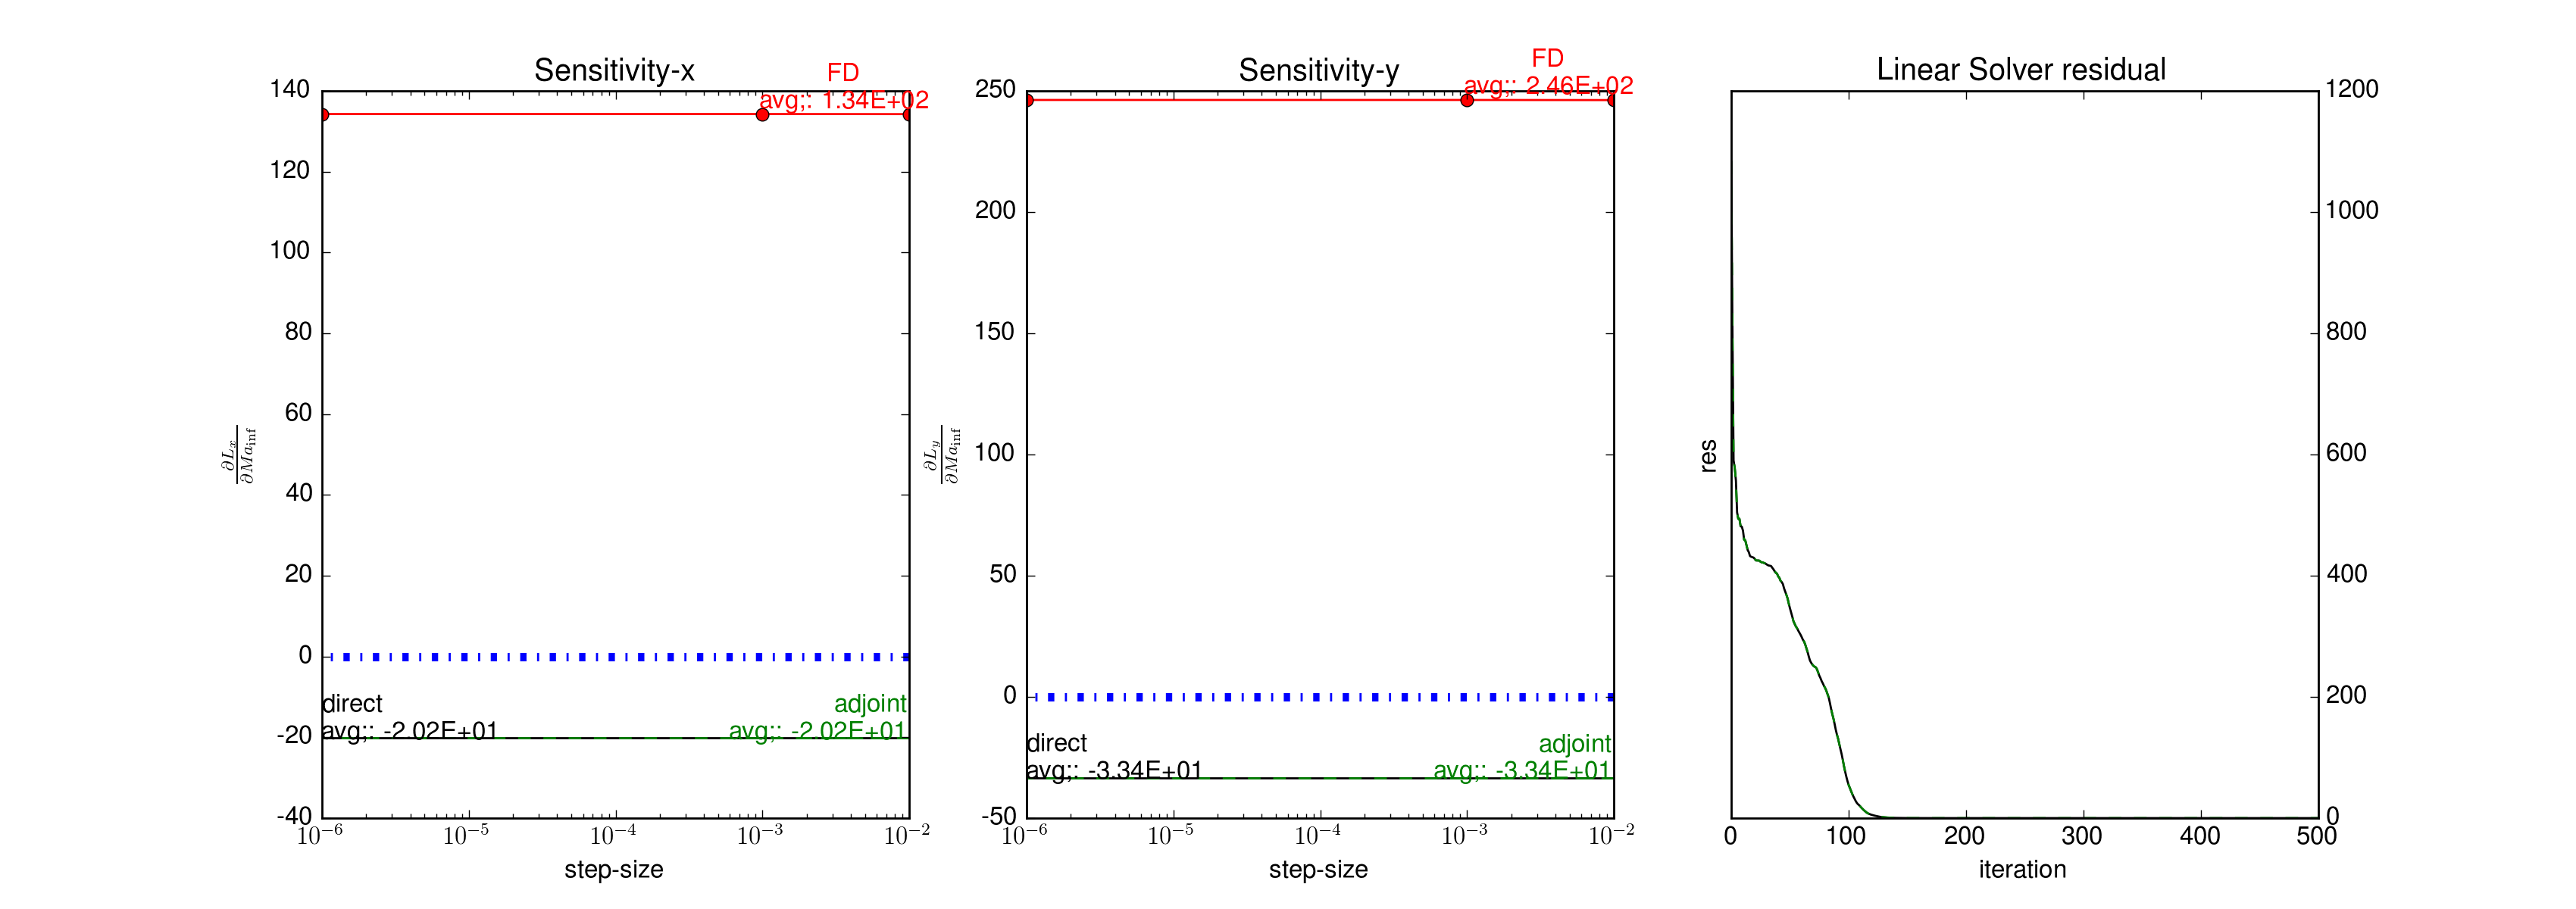 Sensitivity-x
FD
avg;: 1.34E+02
140
120
100
80
60
40
20
0
-20
-40
∂L_x
∂Ma_inf
direct
avg;: -2.02E+01
adjoint
avg;: -2.02E+01
10^-6 10^-5 10^-4 10^-3 10^-2
step-size
Sensitivity-y
FD
avg;: 2.46E+02
250
200
150
100
50
0
-50
∂L_y
∂Ma_inf
direct
avg;: -3.34E+01
adjoint
avg;: -3.34E+01
10^-6 10^-5 10^-4 10^-3 10^-2
step-size
Linear Solver residual
res
1200
1000
800
600
400
200
0
0 100 200 300 400 500
iteration